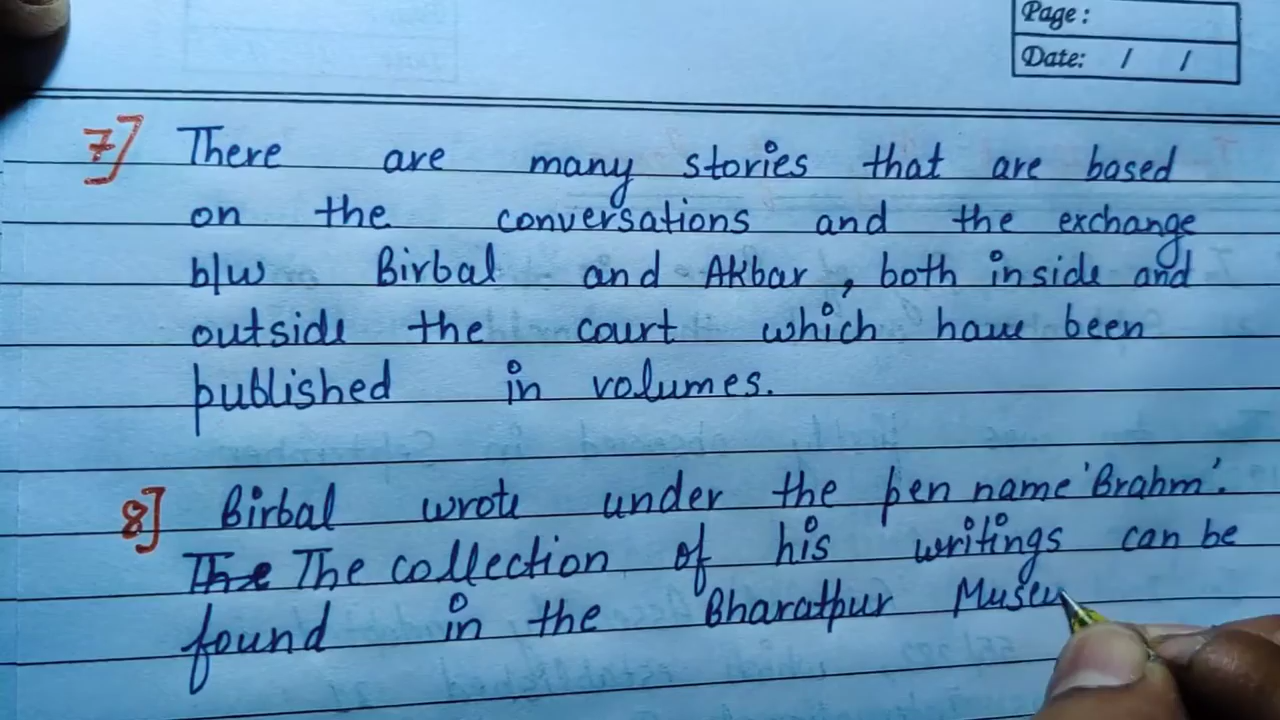 Page:
Date: / /
7] There are many stories that are based
on the conversations and the exchange
b/w Birbal and Akbar, both inside and
outside the court which have been
published in volumes.
8] Birbal wrote under the pen name 'Brahm'.
The The collection of his writings can be
found in the Bharatpur Museu